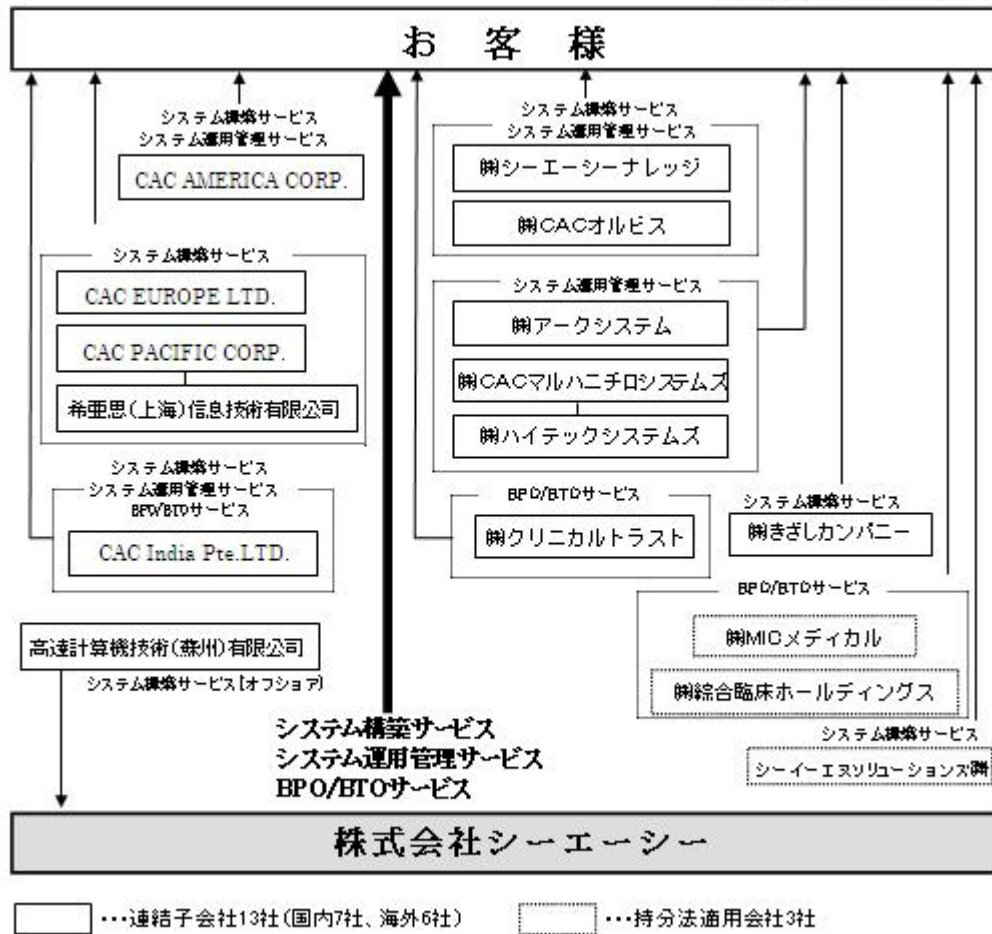 お 客 様
システム構築サービス
システム運用管理サービス
CAC AMERICA CORP.
システム構築サービス
CAC EUROPE LTD.
CAC PACIFIC CORP.
希亜思(上海)信息技術有限公司
システム構築サービス
システム運用管理サービス
BPO/BTOサービス
CAC India Pte.LTD.
高達計算機技術(蘇州)有限公司
システム構築サービス[オフショア]
システム構築サービス
システム運用管理サービス
BPO/BTOサービス
システム構築サービス
システム運用管理サービス
㈱シーエーシーナレッジ
㈱CACオルビス
システム運用管理サービス
㈱アークシステム
㈱CACマルハニチロシステムズ
㈱ハイテックシステムズ
BPO/BTOサービス
㈱クリニカルトラスト
システム構築サービス
㈱きざしカンパニー
BPO/BTOサービス
㈱MICメディカル
㈱綜合臨床ホールディングス
システム構築サービス
シーイーエヌソリューションズ㈱
株式会社シーエーシー
･･･連結子会社13社(国内7社、海外6社)
･･･持分法適用会社3社